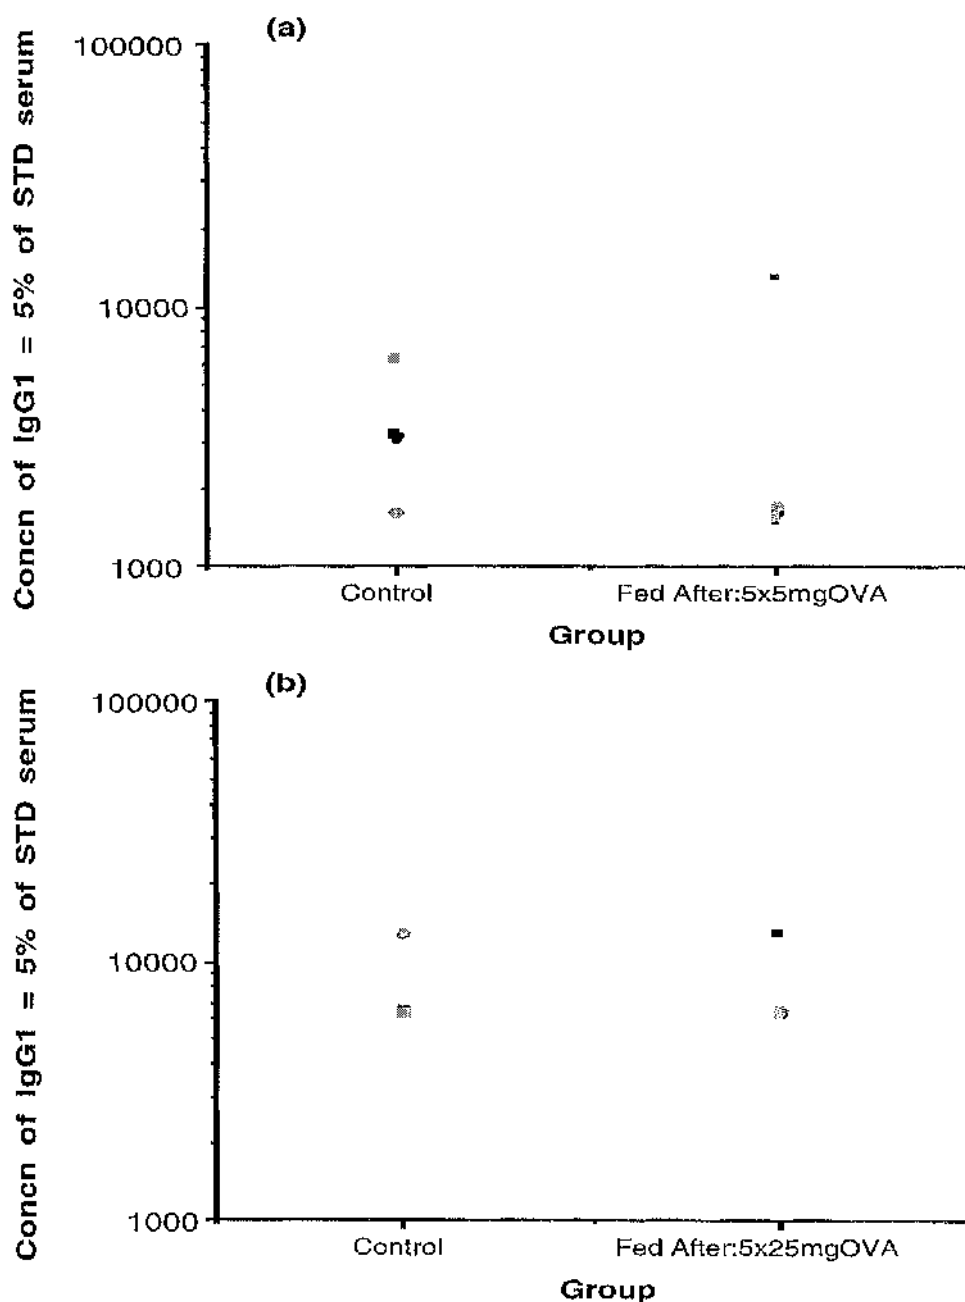 (a)
Concn of IgG1 = 5% of STD serum
100000
10000
1000
Control
Fed After:5x5mgOVA
Group
(b)
Concn of IgG1 = 5% of STD serum
100000
10000
1000
Control
Fed After:5x25mgOVA
Group